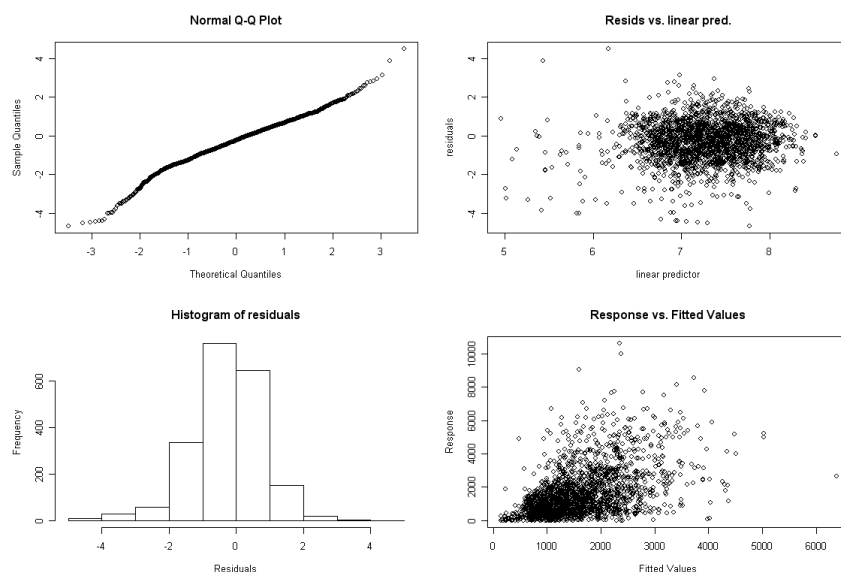 Normal Q-Q Plot
Sample Quantiles
4
2
0
-2
-4
-3 -2 -1 0 1 2 3
Theoretical Quantiles
Resids vs. linear pred.
residuals
4
2
0
-2
-4
5 6 7 8
linear predictor
Histogram of residuals
Frequency
600
400
200
0
-4 -2 0 2 4
Residuals
Response vs. Fitted Values
Response
10000
8000
6000
4000
2000
0
0 1000 2000 3000 4000 5000 6000
Fitted Values